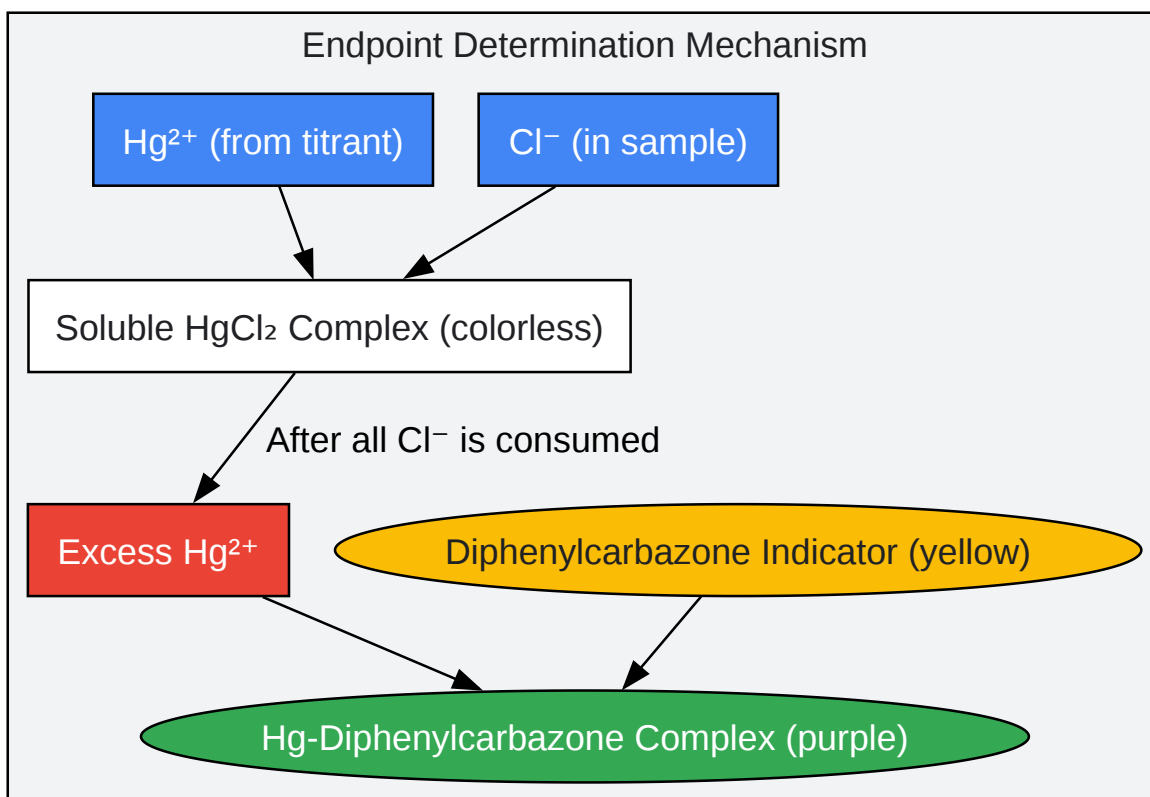 Endpoint Determination Mechanism
Hg²⁺ (from titrant)
Cl⁻ (in sample)
Soluble HgCl₂ Complex (colorless)
After all Cl⁻ is consumed
Excess Hg²⁺
Diphenylcarbazone Indicator (yellow)
Hg-Diphenylcarbazone Complex (purple)